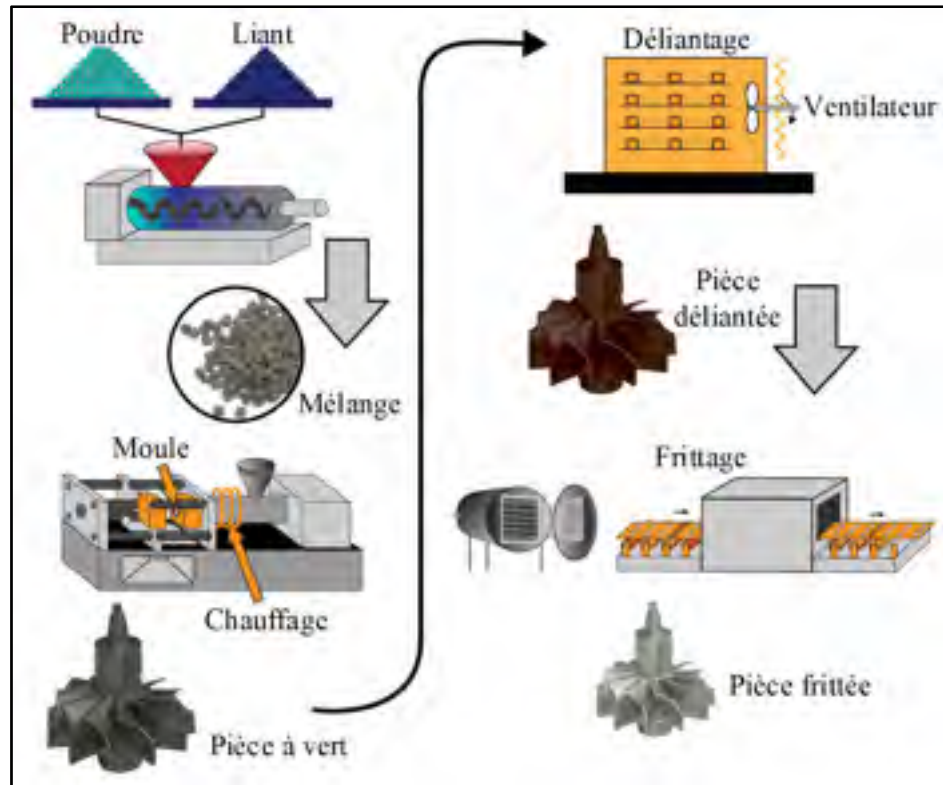 Poudre
Liant
Mélange
Moule
Chauffage
Pièce à vert
Déliantage
Ventilateur
Pièce
déliantée
Frittage
Pièce frittée